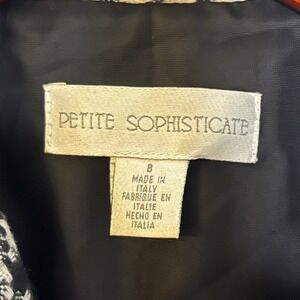 PETITE SOPHISTICATE
8
MADE IN
ITALY
FABRIQUE EN
ITALIE
HECHO EN
ITALIA